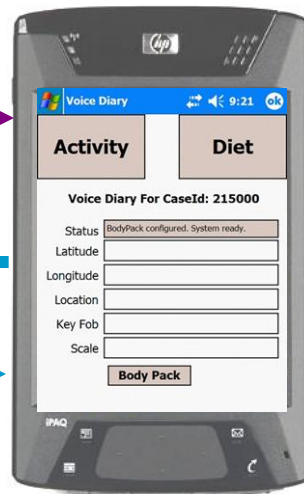 hp
Voice Diary 9:21 ok
Activity Diet
Voice Diary For CaseId: 215000
Status BodyPack configured. System ready.
Latitude
Longitude
Location
Key Fob
Scale
Body Pack
iPAQ